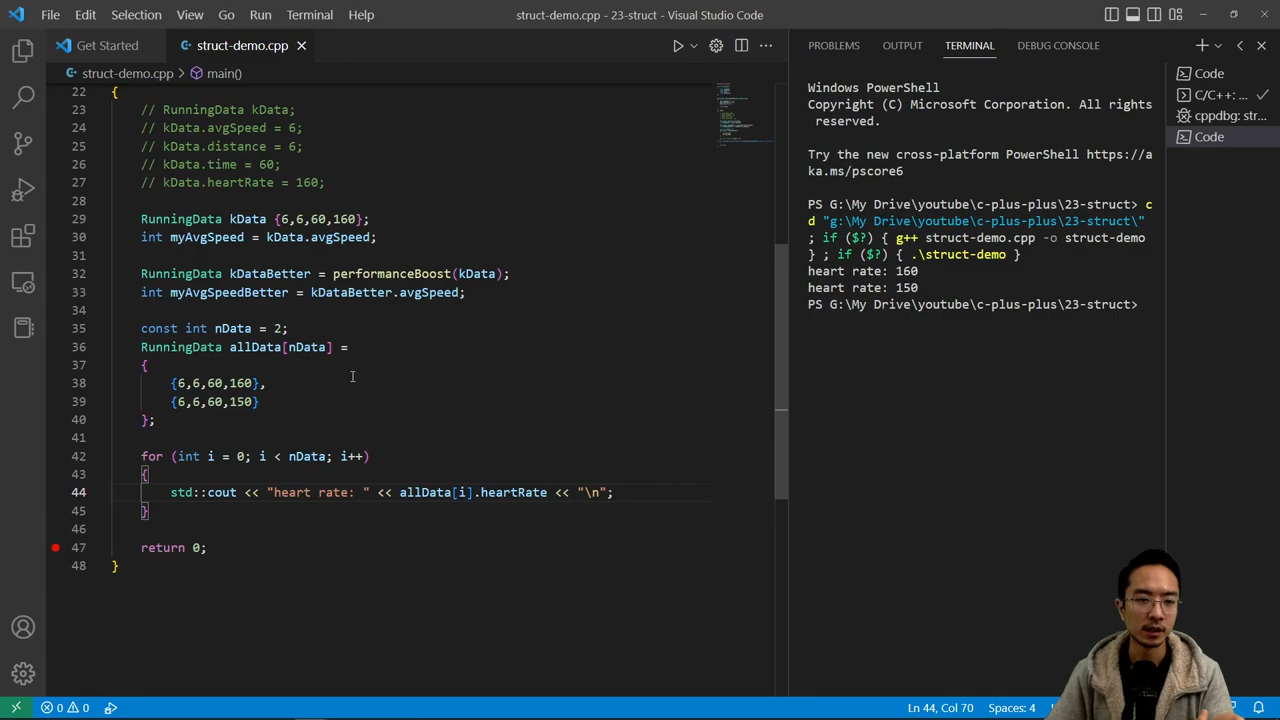 File Edit Selection View Go Run Terminal Help
struct-demo.cpp - 23-struct - Visual Studio Code
Get Started
struct-demo.cpp
struct-demo.cpp > main()
22 {
23 // RunningData kData;
24 // kData.avgSpeed = 6;
25 // kData.distance = 6;
26 // kData.time = 60;
27 // kData.heartRate = 160;
28
29 RunningData kData {6,6,60,160};
30 int myAvgSpeed = kData.avgSpeed;
31
32 RunningData kDataBetter = performanceBoost(kData);
33 int myAvgSpeedBetter = kDataBetter.avgSpeed;
34
35 const int nData = 2;
36 RunningData allData[nData] =
37 {
38 {6,6,60,160},
39 {6,6,60,150}
40 };
41
42 for (int i = 0; i < nData; i++)
43 {
44 std::cout << "heart rate: " << allData[i].heartRate << "\n";
45 }
46
47 return 0;
48 }
PROBLEMS OUTPUT TERMINAL DEBUG CONSOLE
Windows PowerShell
Copyright (C) Microsoft Corporation. All rights
reserved.
Try the new cross-platform PowerShell https://a
ka.ms/pscore6
PS G:\My Drive\youtube\c-plus-plus\23-struct> c
d "g:\My Drive\youtube\c-plus-plus\23-struct\"
; if ($?) { g++ struct-demo.cpp -o struct-demo
} ; if ($?) { .\struct-demo }
heart rate: 160
heart rate: 150
PS G:\My Drive\youtube\c-plus-plus\23-struct>
Code
C/C++: ...
cppdbg: str...
Code
0 0
Ln 44, Col 70 Spaces: 4